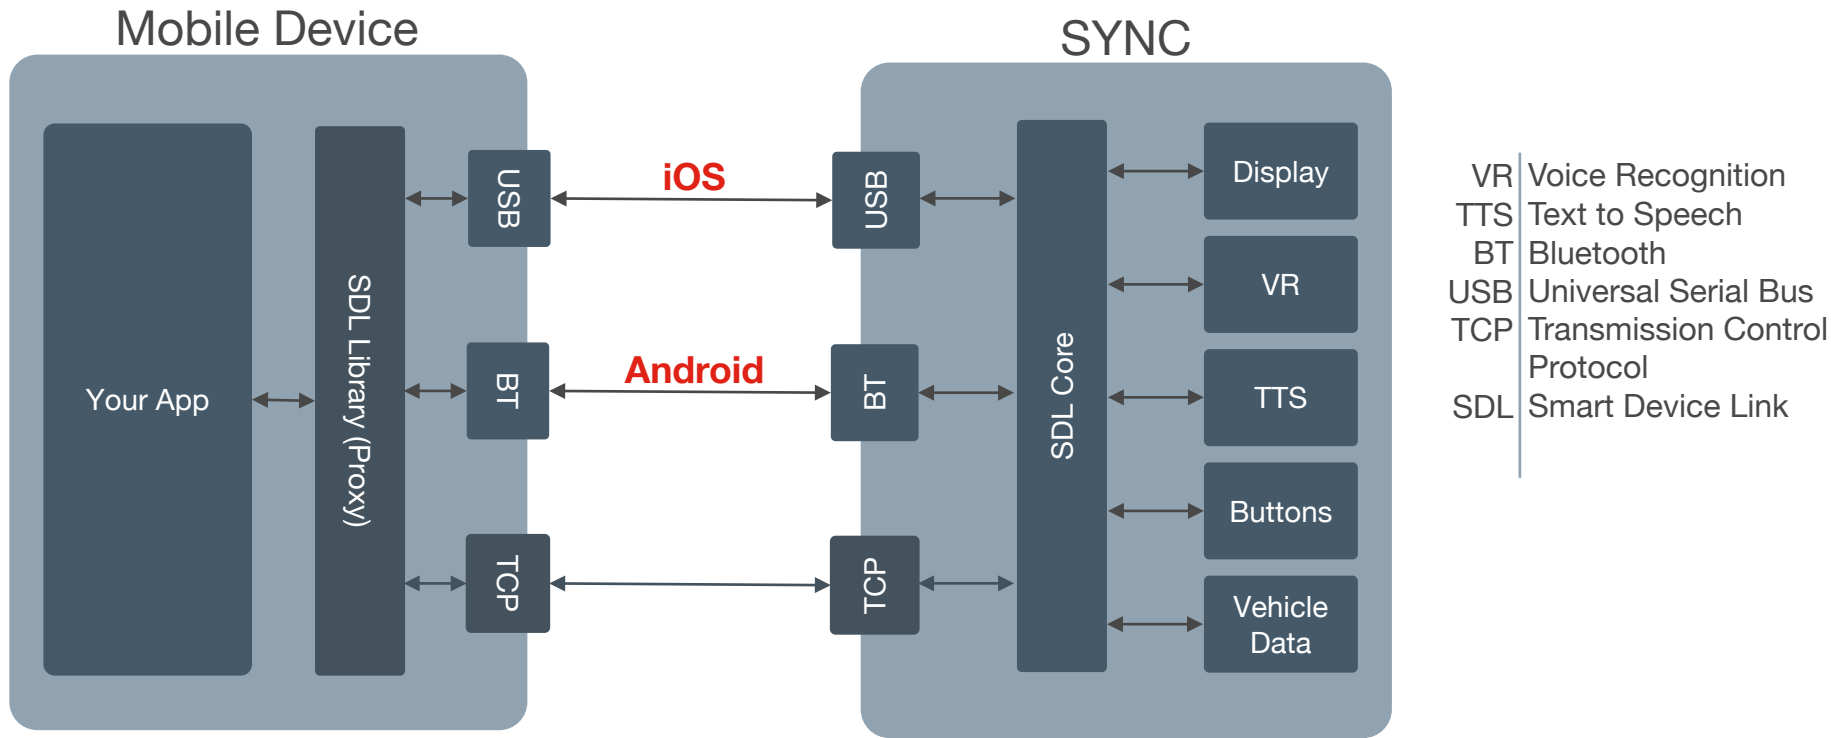 Mobile Device
SYNC
Your App
SDL Library (Proxy)
USB
BT
TCP
iOS
Android
USB
BT
TCP
SDL Core
Display
VR
TTS
Buttons
Vehicle
Data
VR Voice Recognition
TTS Text to Speech
BT Bluetooth
USB Universal Serial Bus
TCP Transmission Control
Protocol
SDL Smart Device Link